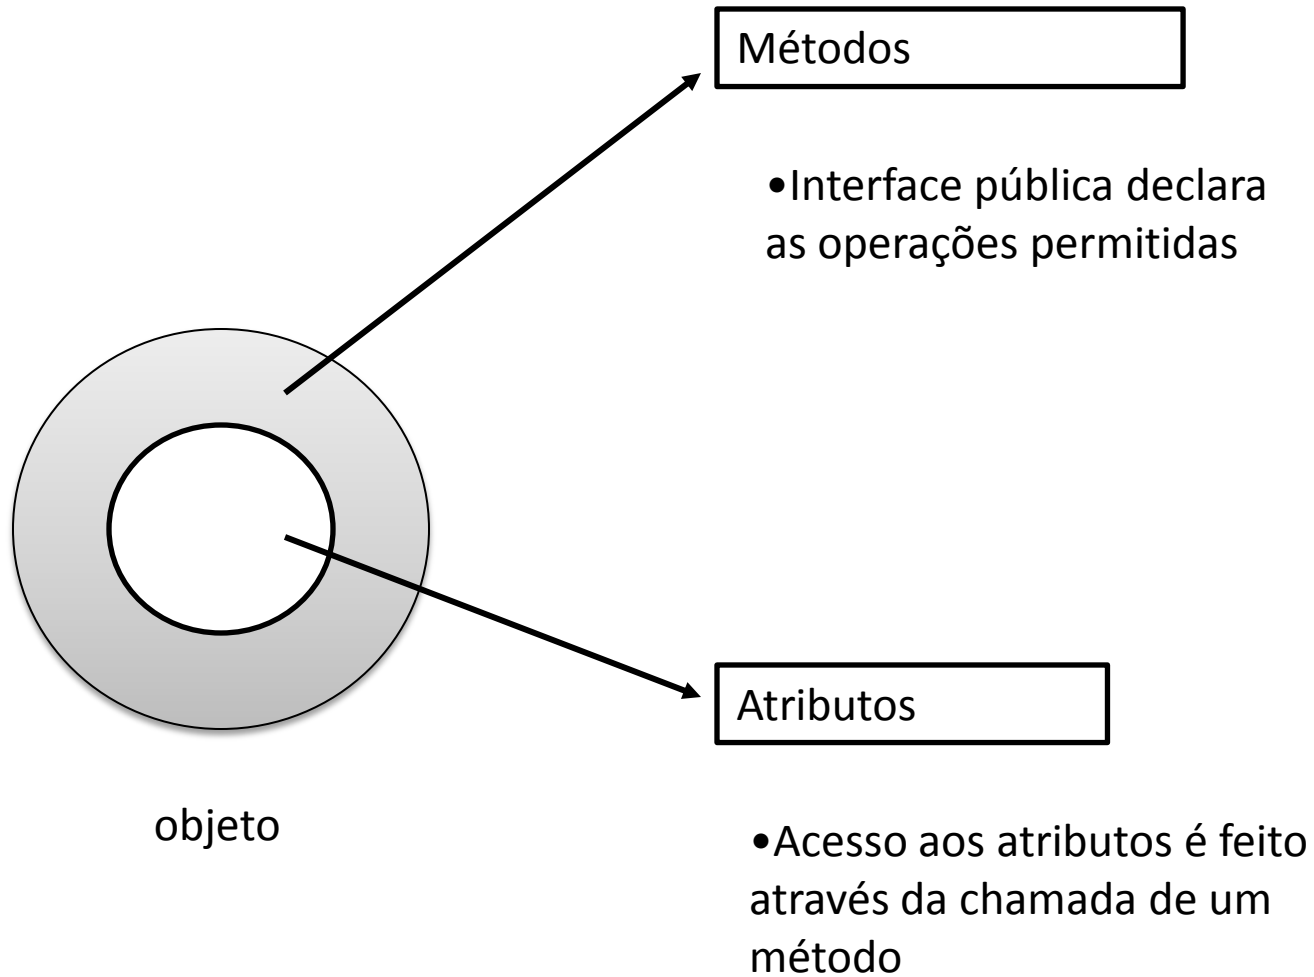 Métodos
•Interface pública declara
as operações permitidas
objeto
Atributos
•Acesso aos atributos é feito
através da chamada de um
método